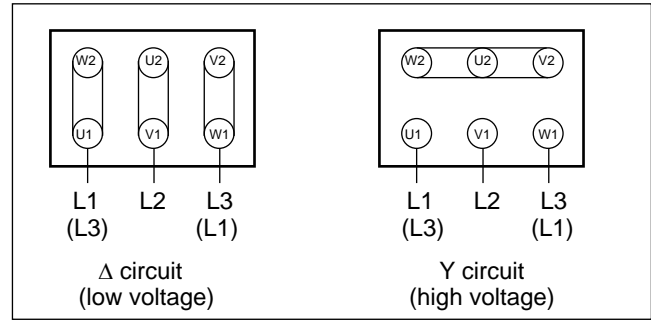 W2 U2 V2
U1 V1 W1
L1 L2 L3
(L3) (L1)
Δ circuit
(low voltage)
W2 U2 V2
U1 V1 W1
L1 L2 L3
(L3) (L1)
Y circuit
(high voltage)